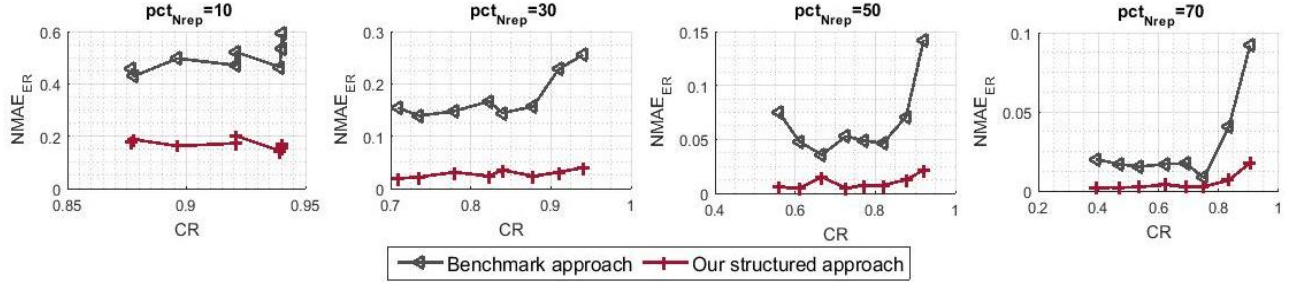 pct_Nrep=10
NMAE_ER
0.6
0.4
0.2
0
0.85
0.9
0.95
CR
pct_Nrep=30
NMAE_ER
0.3
0.2
0.1
0
0.7
0.8
0.9
1
CR
pct_Nrep=50
NMAE_ER
0.15
0.1
0.05
0
0.4
0.6
0.8
1
CR
pct_Nrep=70
NMAE_ER
0.1
0.05
0
0.2
0.4
0.6
0.8
1
CR
Benchmark approach
Our structured approach